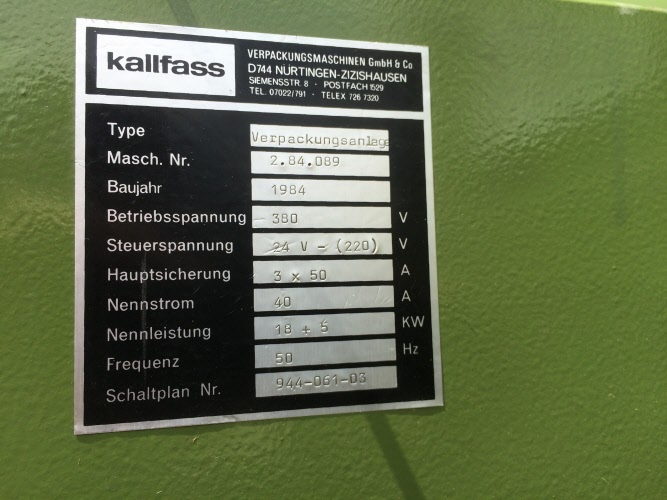 kallfass
VERPACKUNGSMASCHINEN GmbH & Co
D744 NÜRTINGEN-ZIZISHAUSEN
SIEMENSSTR 8 · POSTFACH 1529
TEL. 07022/791 · TELEX 726 7320
Type Verpackungsanlage
Masch. Nr. 2.84.089
Baujahr 1984
Betriebsspannung 380 V
Steuerspannung 24 V - (220) V
Hauptsicherung 3 x 50 A
Nennstrom 40 A
Nennleistung 18 + 5 KW
Frequenz 50 Hz
Schaltplan Nr. 944-061-03